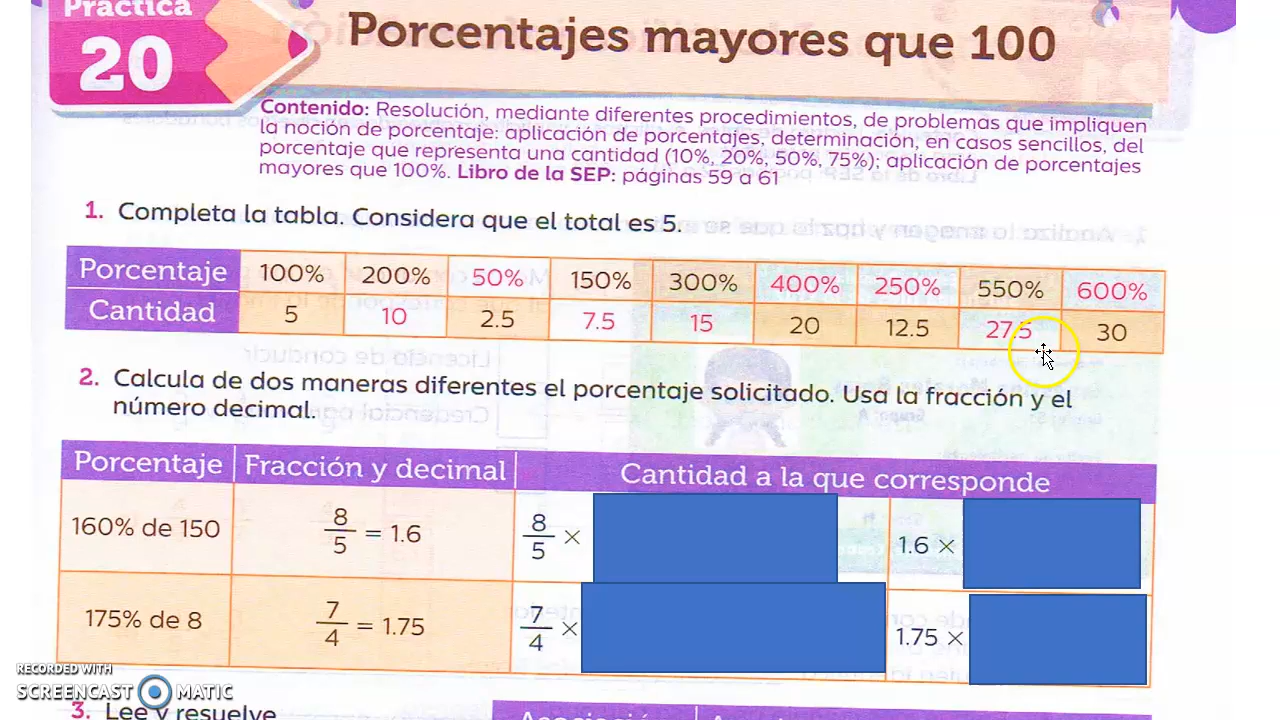 Práctica
20
Porcentajes mayores que 100
Contenido: Resolución, mediante diferentes procedimientos, de problemas que impliquen
la noción de porcentaje: aplicación de porcentajes, determinación, en casos sencillos, del
porcentaje que representa una cantidad (10%, 20%, 50%, 75%); aplicación de porcentajes
mayores que 100%. Libro de la SEP: páginas 59 a 61
1. Completa la tabla. Considera que el total es 5.
Porcentaje 100% 200% 50% 150% 300% 400% 250% 550% 600%
Cantidad 5 10 2.5 7.5 15 20 12.5 27.5 30
2. Calcula de dos maneras diferentes el porcentaje solicitado. Usa la fracción y el
número decimal.
Porcentaje Fracción y decimal Cantidad a la que corresponde
160% de 150 8/5 = 1.6 8/5 × 1.6 ×
175% de 8 7/4 = 1.75 7/4 × 1.75 ×
RECORDED WITH
SCREENCAST MATIC
3. Lee y resuelve